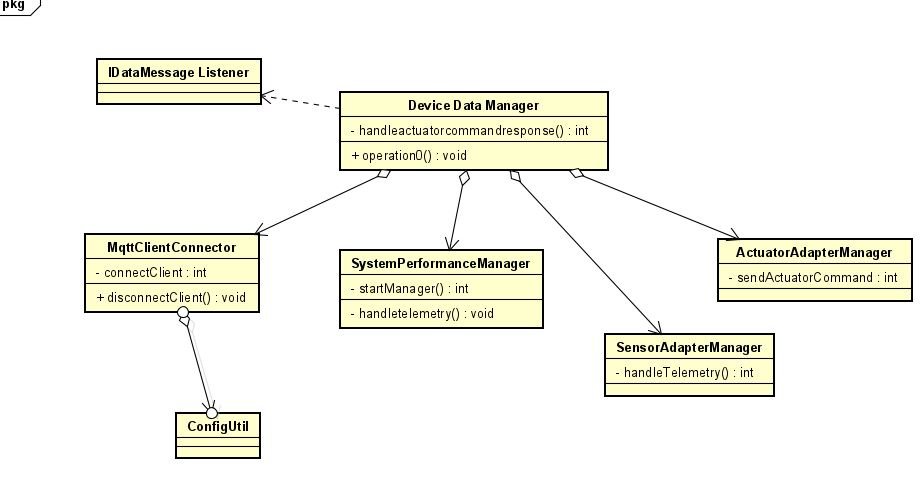 pkg
IDataMessage Listener
Device Data Manager
- handleactuatorcommandresponse() : int
+ operation0() : void
MqttClientConnector
- connectClient : int
+ disconnectClient() : void
SystemPerformanceManager
- startManager() : int
- handletelemetry() : void
ActuatorAdapterManager
- sendActuatorCommand : int
SensorAdapterManager
- handleTelemetry() : int
ConfigUtil